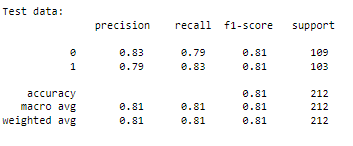 Test data:
precision recall f1-score support
0 0.83 0.79 0.81 109
1 0.79 0.83 0.81 103
accuracy 0.81 212
macro avg 0.81 0.81 0.81 212
weighted avg 0.81 0.81 0.81 212